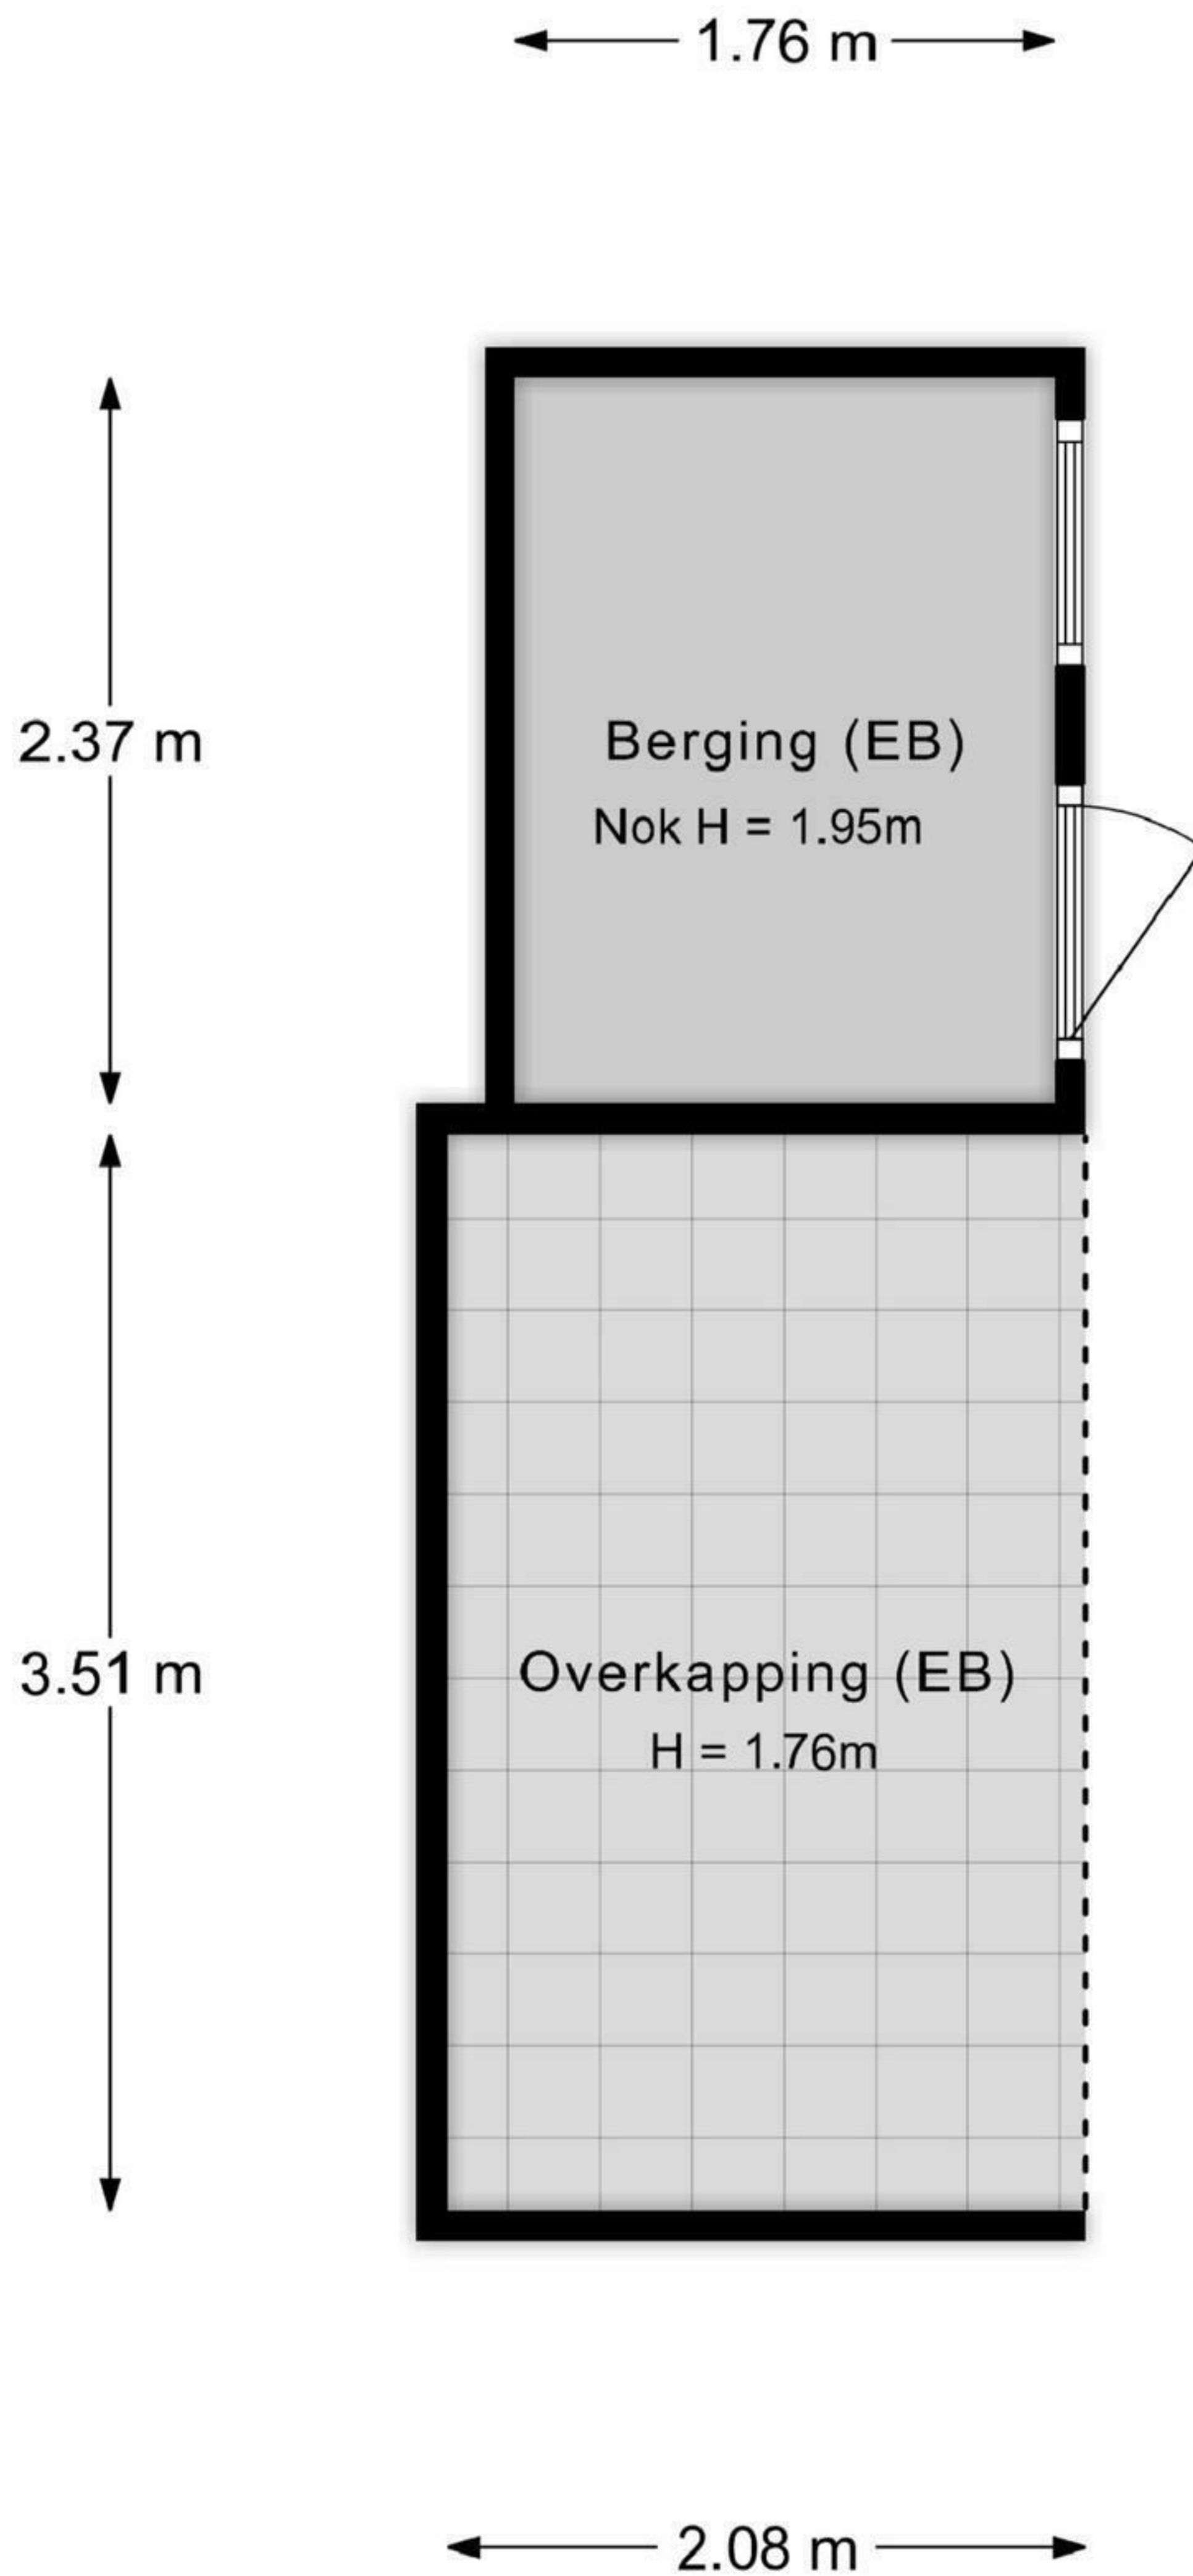 1.76 m
2.37 m
Berging (EB)
Nok H = 1.95m
3.51 m
Overkapping (EB)
H = 1.76m
2.08 m